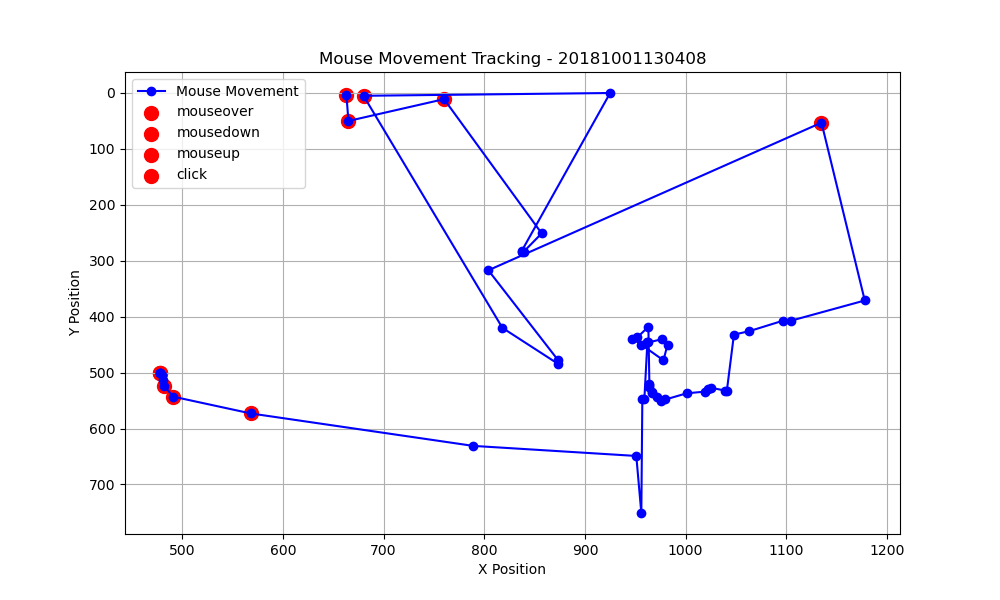 Mouse Movement Tracking - 20181001130408
Mouse Movement
mouseover
mousedown
mouseup
click
Y Position
0
100
200
300
400
500
600
700
500 600 700 800 900 1000 1100 1200
X Position